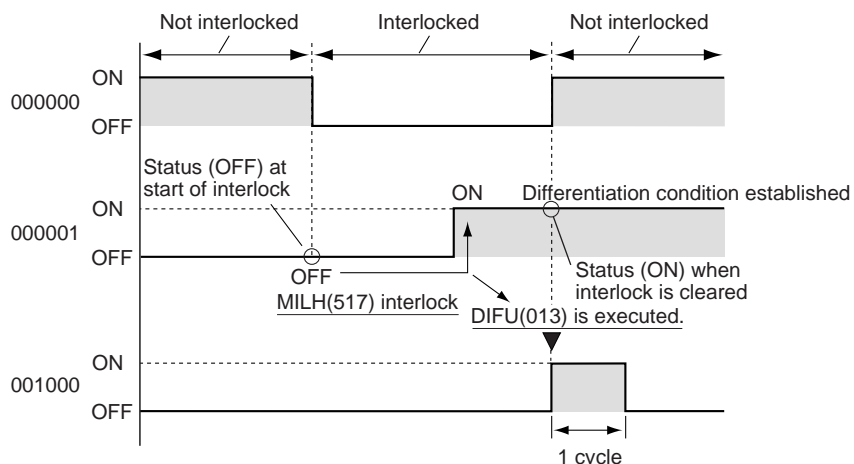 Not interlocked
Interlocked
Not interlocked
ON
000000
OFF
Status (OFF) at
start of interlock
ON
Differentiation condition established
ON
000001
OFF
OFF
Status (ON) when
interlock is cleared
MILH(517) interlock
DIFU(013) is executed.
ON
001000
OFF
1 cycle